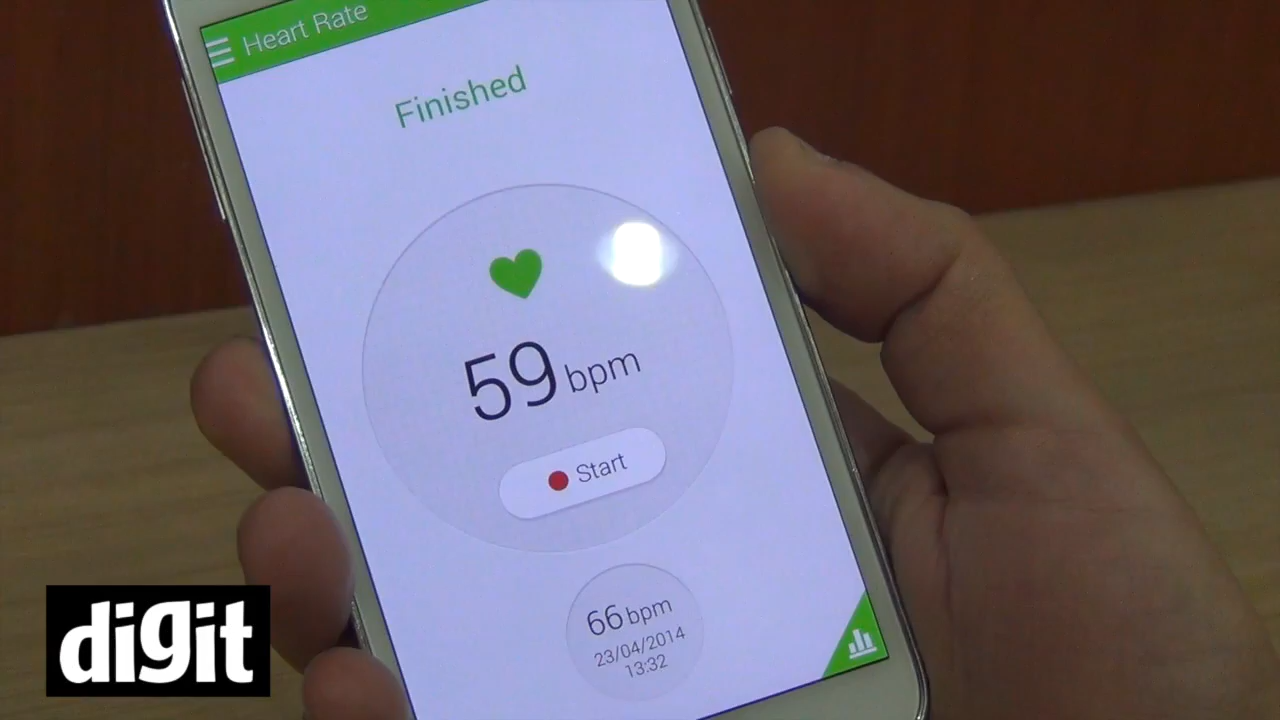 Heart Rate
Finished
59 bpm
Start
66 bpm
23/04/2014
13:32
digit